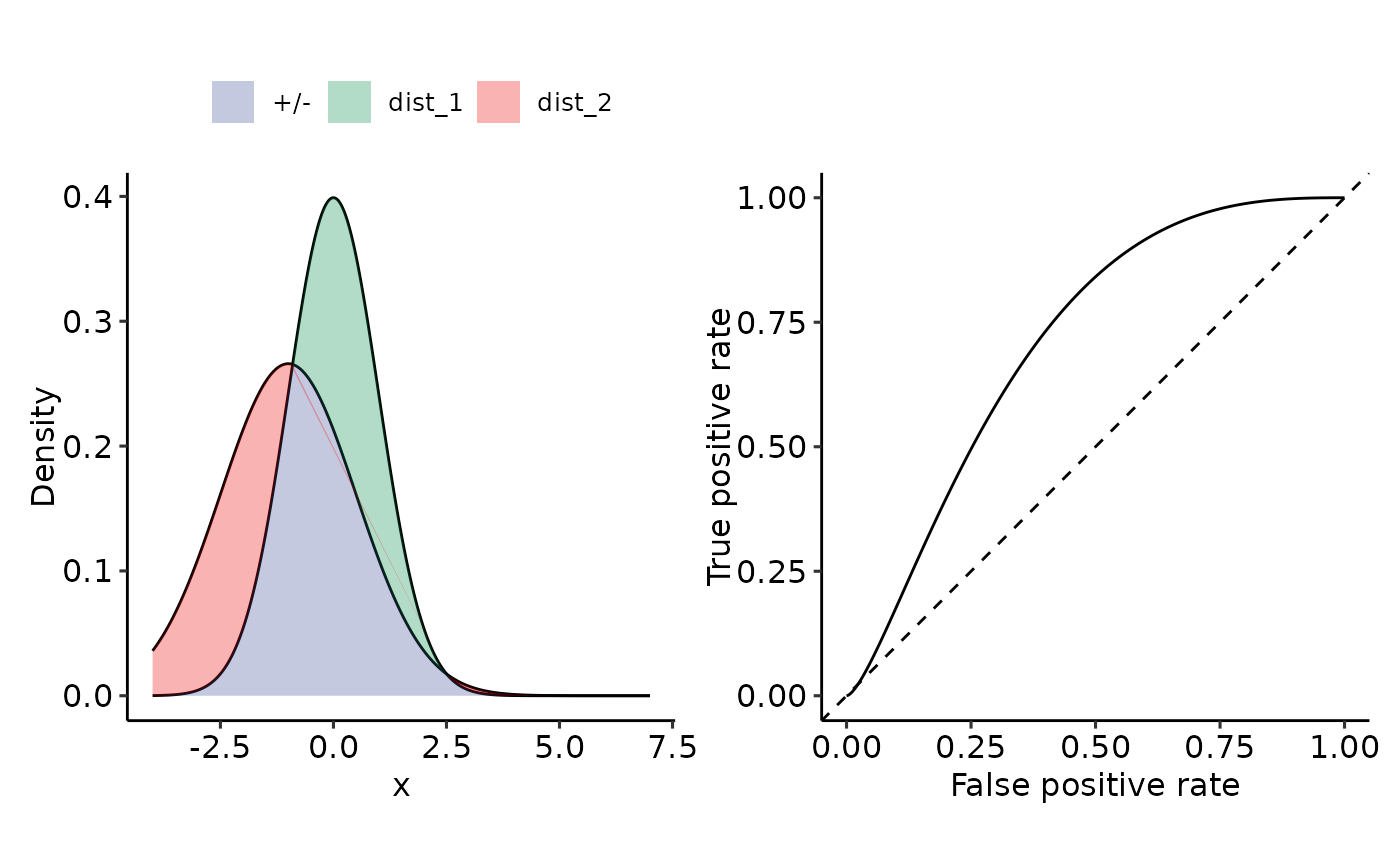 +/- dist_1 dist_2
Density
0.4
0.3
0.2
0.1
0.0
-2.5 0.0 2.5 5.0 7.5
x
True positive rate
1.00
0.75
0.50
0.25
0.00
0.00 0.25 0.50 0.75 1.00
False positive rate